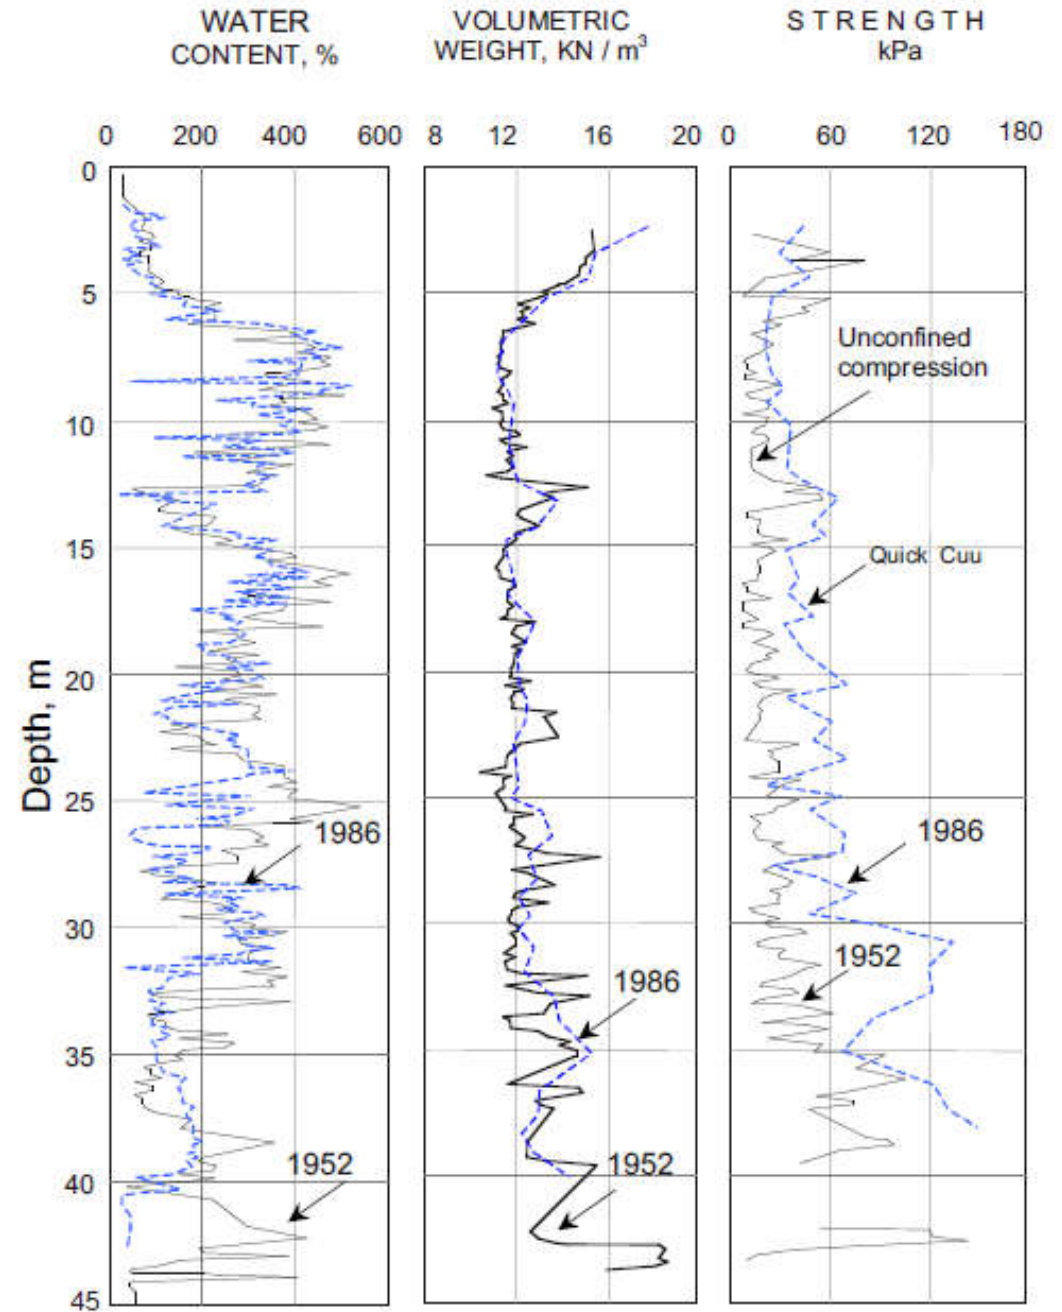 WATER
CONTENT, %
VOLUMETRIC
WEIGHT, KN / m³
STRENGTH
kPa
0 200 400 600
8 12 16 20
0 60 120 180
Depth, m
0
5
10
15
20
25
30
35
40
45
1986
1952
1986
1952
Unconfined
compression
Quick Cuu
1986
1952